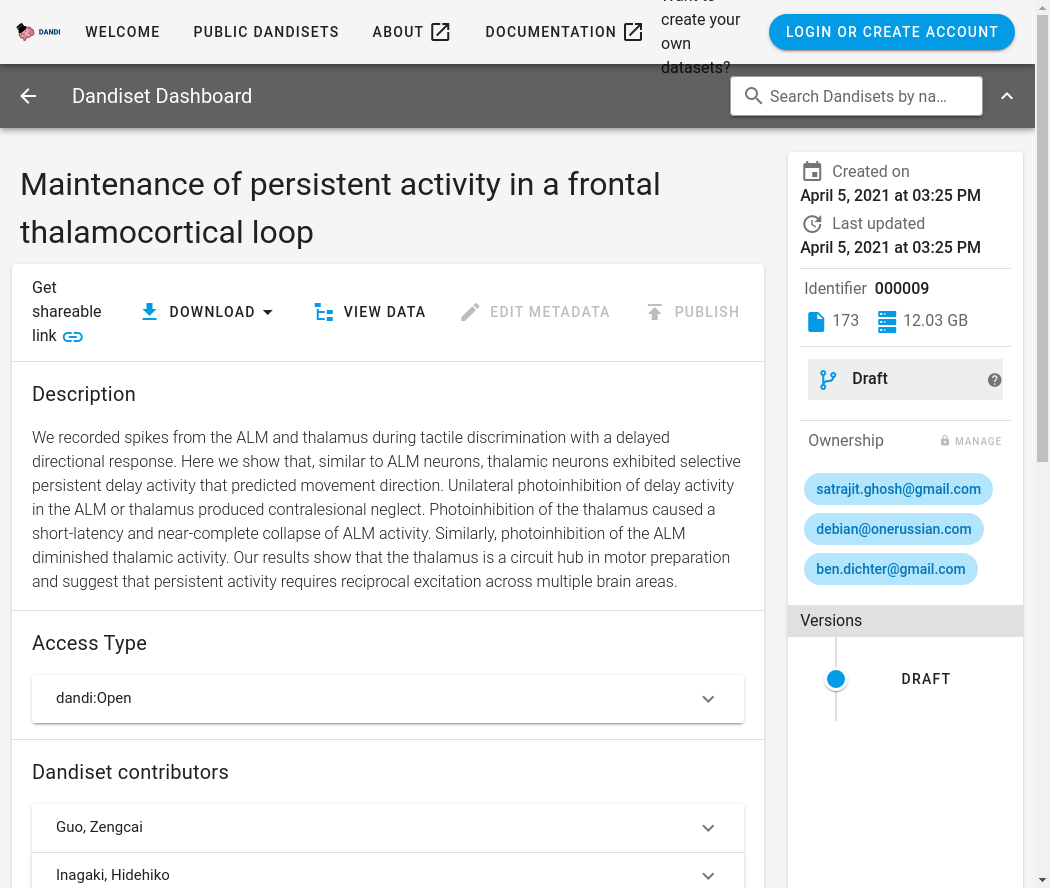 DANDI
WELCOME
PUBLIC DANDISETS
ABOUT
DOCUMENTATION
create your
own
datasets?
LOGIN OR CREATE ACCOUNT
Dandiset Dashboard
Search Dandisets by na…
Maintenance of persistent activity in a frontal
thalamocortical loop
Get
shareable
link
DOWNLOAD
VIEW DATA
EDIT METADATA
PUBLISH
Description
We recorded spikes from the ALM and thalamus during tactile discrimination with a delayed
directional response. Here we show that, similar to ALM neurons, thalamic neurons exhibited selective
persistent delay activity that predicted movement direction. Unilateral photoinhibition of delay activity
in the ALM or thalamus produced contralesional neglect. Photoinhibition of the thalamus caused a
short-latency and near-complete collapse of ALM activity. Similarly, photoinhibition of the ALM
diminished thalamic activity. Our results show that the thalamus is a circuit hub in motor preparation
and suggest that persistent activity requires reciprocal excitation across multiple brain areas.
Access Type
dandi:Open
Dandiset contributors
Guo, Zengcai
Inagaki, Hidehiko
Created on
April 5, 2021 at 03:25 PM
Last updated
April 5, 2021 at 03:25 PM
Identifier 000009
173
12.03 GB
Draft
Ownership
MANAGE
satrajit.ghosh@gmail.com
debian@onerussian.com
ben.dichter@gmail.com
Versions
DRAFT